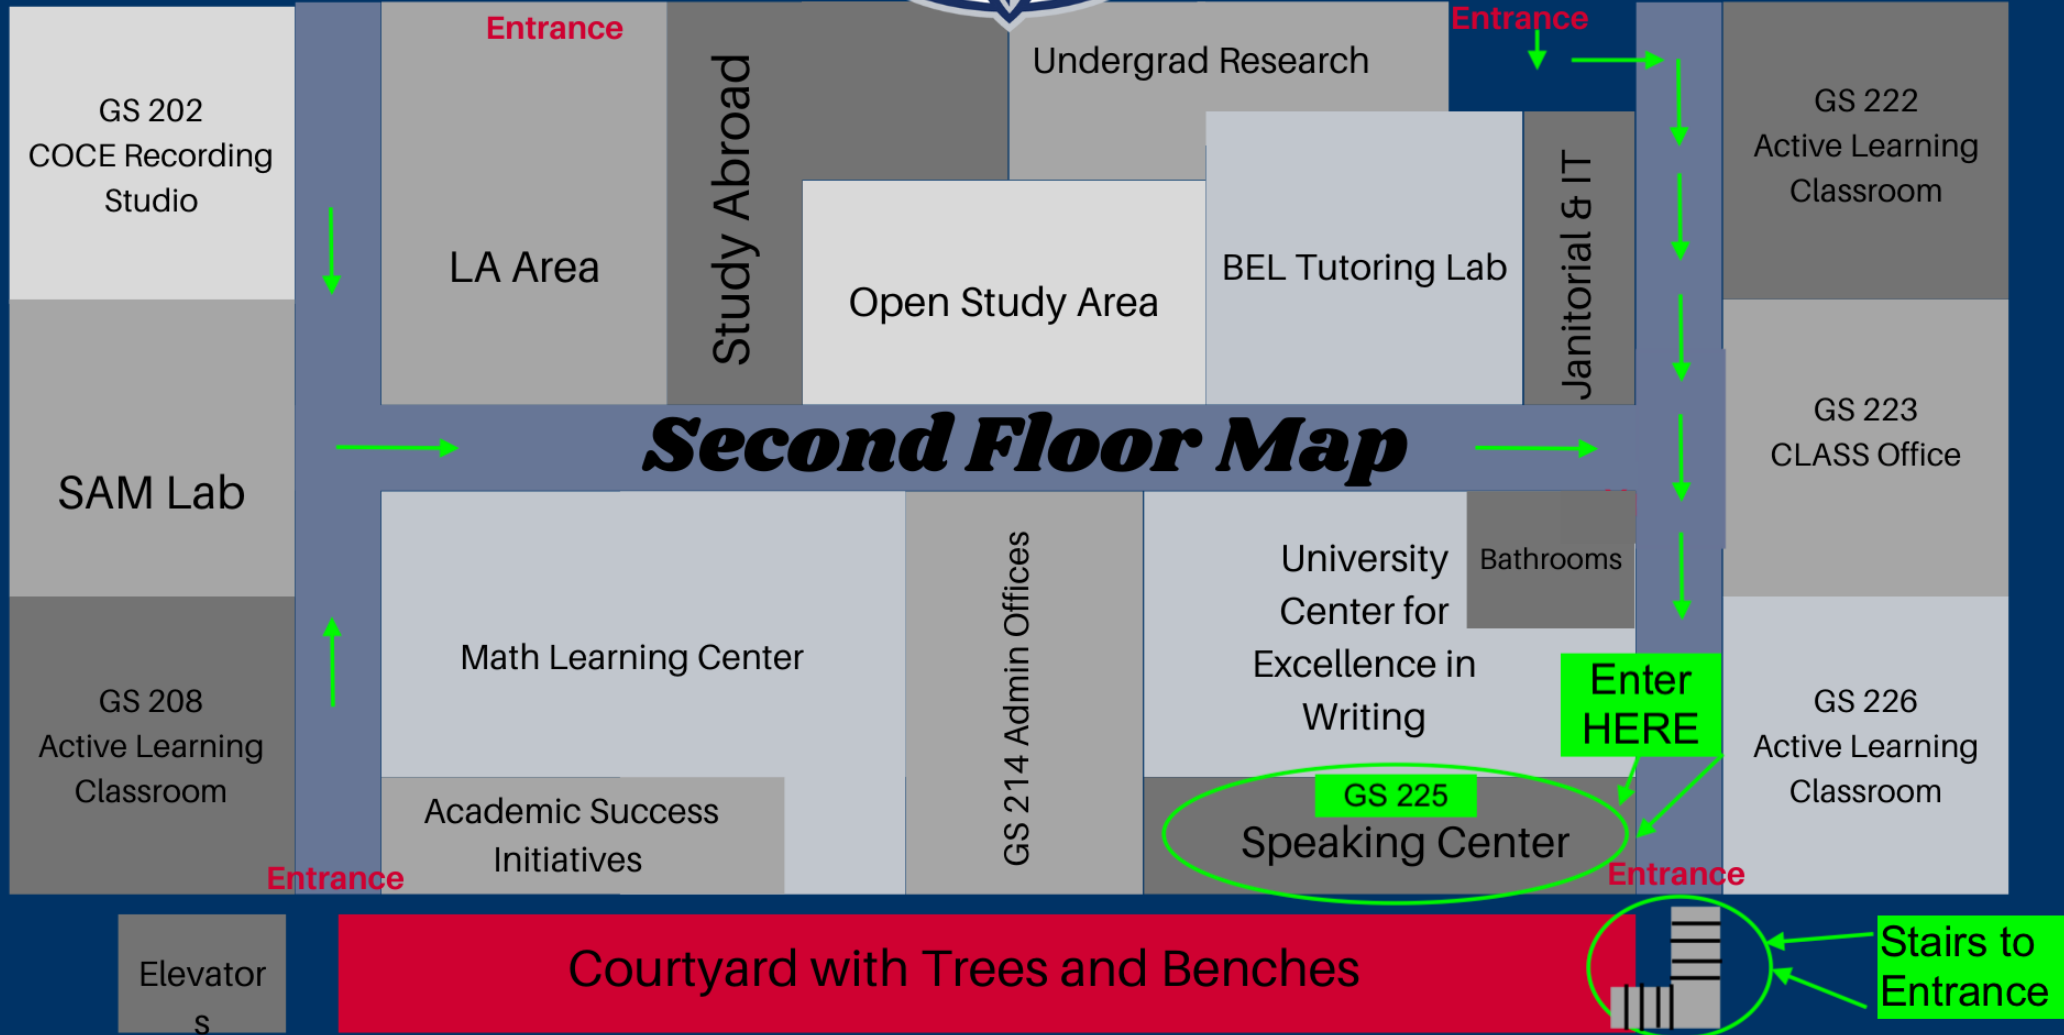 Entrance
Entrance
Undergrad Research
GS 202
COCE Recording
Studio
LA Area
Study Abroad
Open Study Area
BEL Tutoring Lab
Janitorial & IT
GS 222
Active Learning
Classroom
Second Floor Map
GS 223
CLASS Office
SAM Lab
Math Learning Center
GS 214 Admin Offices
University
Center for
Excellence in
Writing
Bathrooms
Enter
HERE
GS 208
Active Learning
Classroom
GS 226
Active Learning
Classroom
Academic Success
Initiatives
GS 225
Speaking Center
Entrance
Entrance
Elevator
s
Courtyard with Trees and Benches
Stairs to
Entrance